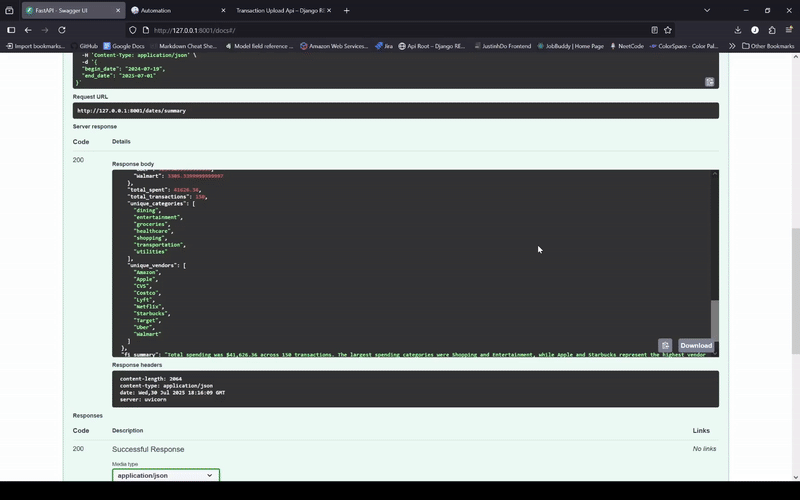 FastAPI - Swagger UI
Automation
Transaction Upload Api – Django RE
http://127.0.0.1:8001/docs#/
Import bookmarks...
GitHub
Google Docs
Markdown Cheat She...
Model field reference ...
Amazon Web Services...
Jira
Api Root – Django RE...
JustinhDo Frontend
JobBuddy | Home Page
NeetCode
ColorSpace - Color Pal...
Other Bookmarks
-H 'Content-Type: application/json' \
-d '{
"begin_date": "2024-07-19",
"end_date": "2025-07-01"
}'
Request URL
http://127.0.0.1:8001/dates/summary
Server response
Code Details
200
Response body
"Walmart":
},
"total_spent": 41626.36,
"total_transactions": 150,
"unique_categories": [
"dining",
"entertainment",
"groceries",
"healthcare",
"shopping",
"transportation",
"utilities"
],
"unique_vendors": [
"Amazon",
"Apple",
"CVS",
"Costco",
"Lyft",
"Netflix",
"Starbucks",
"Target",
"Uber",
"Walmart"
]
},
"Total spending was $41,626.36 across 150 transactions. The largest spending categories were Shopping and Entertainment, while Apple and Starbucks represent the highest vendor
Download
Response headers
content-length: 2064
content-type: application/json
date: Wed,30 Jul 2025 18:16:09 GMT
server: uvicorn
Responses
Code Description Links
200 Successful Response No links
Media type
application/json